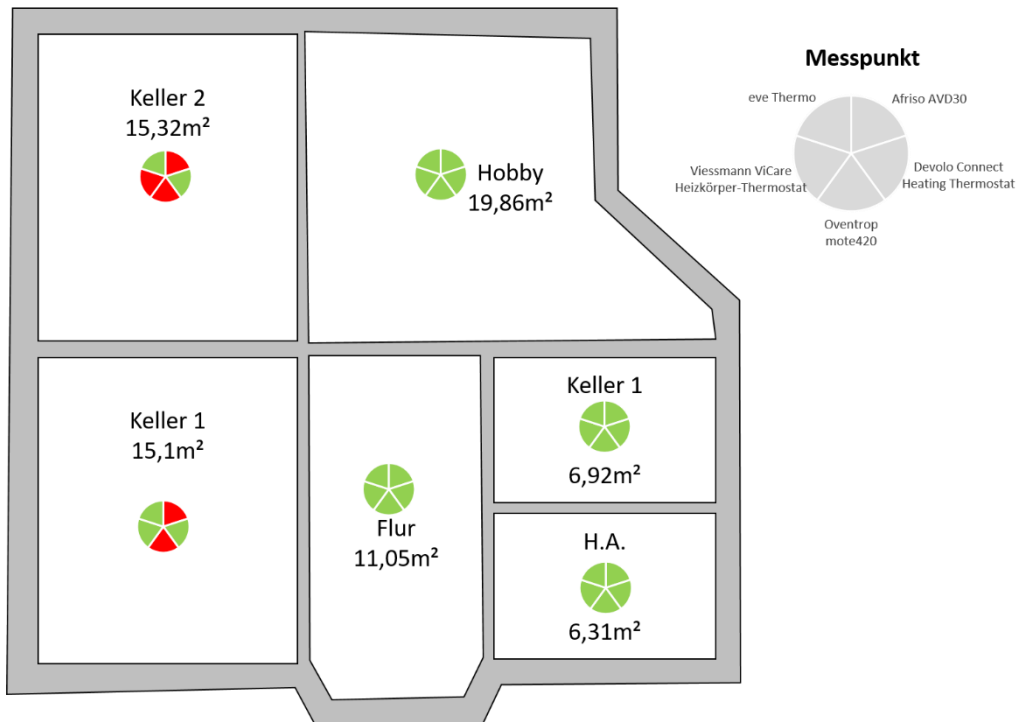 Keller 2
15,32m²
Hobby
19,86m²
Messpunkt
eve Thermo
Afriso AVD30
Viessmann ViCare
Heizkörper-Thermostat
Devolo Connect
Heating Thermostat
Oventrop
mote420
Keller 1
15,1m²
Flur
11,05m²
Keller 1
6,92m²
H.A.
6,31m²